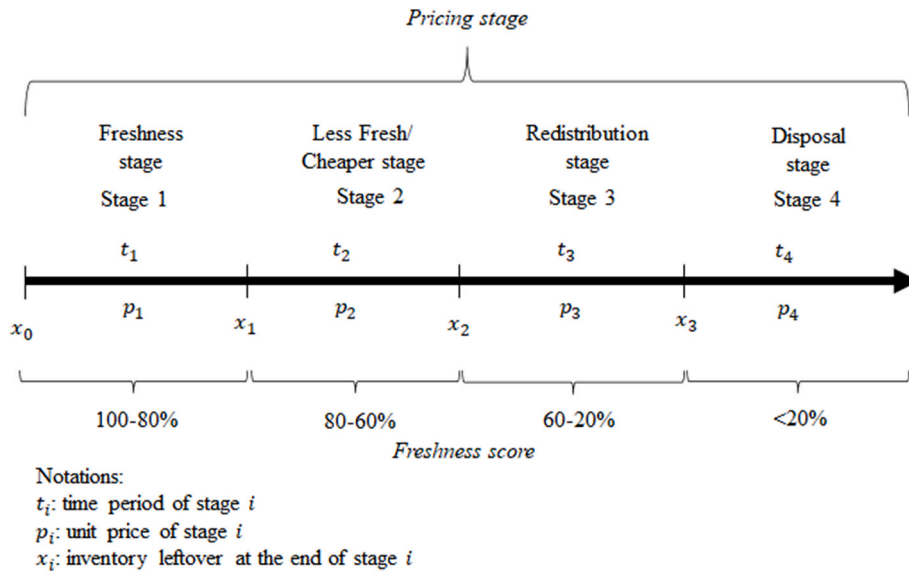 Pricing stage
Freshness stage
Stage 1
Less Fresh/ Cheaper stage
Stage 2
Redistribution stage
Stage 3
Disposal stage
Stage 4
t₁ t₂ t₃ t₄
x₀ p₁ x₁ p₂ x₂ p₃ x₃ p₄
100-80% 80-60% 60-20% <20%
Freshness score
Notations:
tᵢ: time period of stage i
pᵢ: unit price of stage i
xᵢ: inventory leftover at the end of stage i